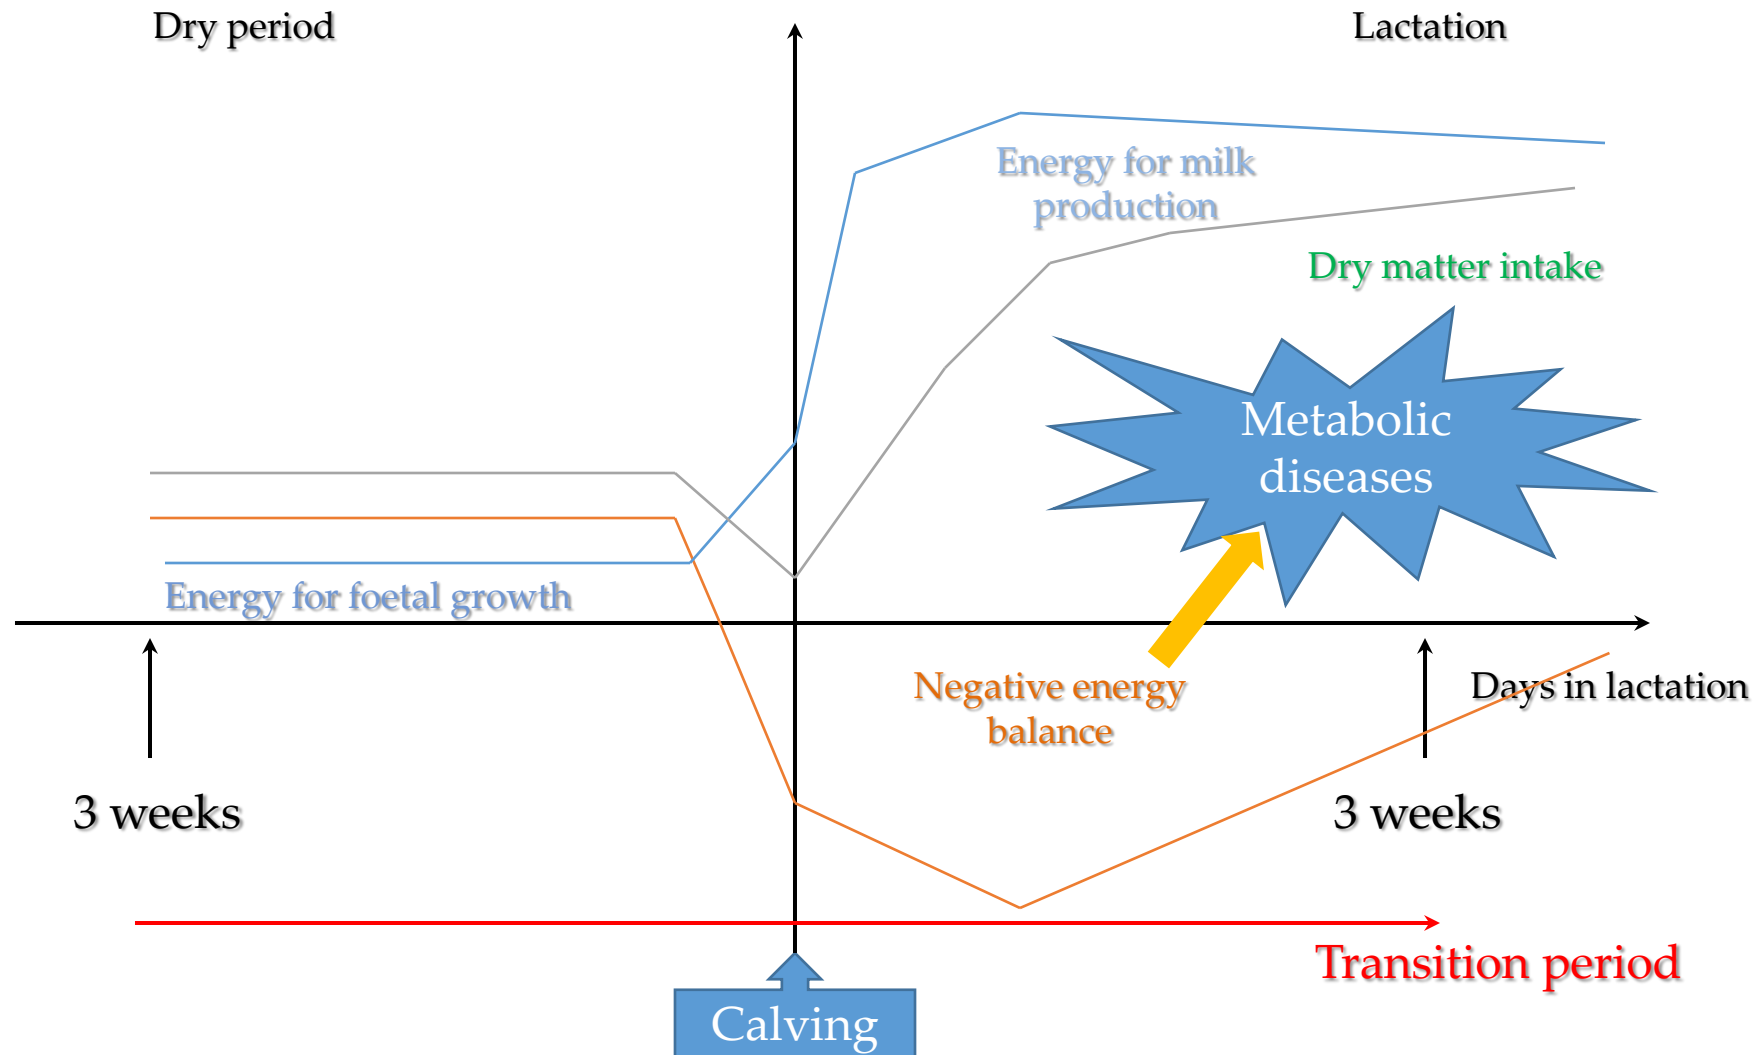 Dry period
Lactation
Energy for milk
production
Dry matter intake
Metabolic
diseases
Energy for foetal growth
Negative energy
balance
Days in lactation
3 weeks
3 weeks
Transition period
Calving